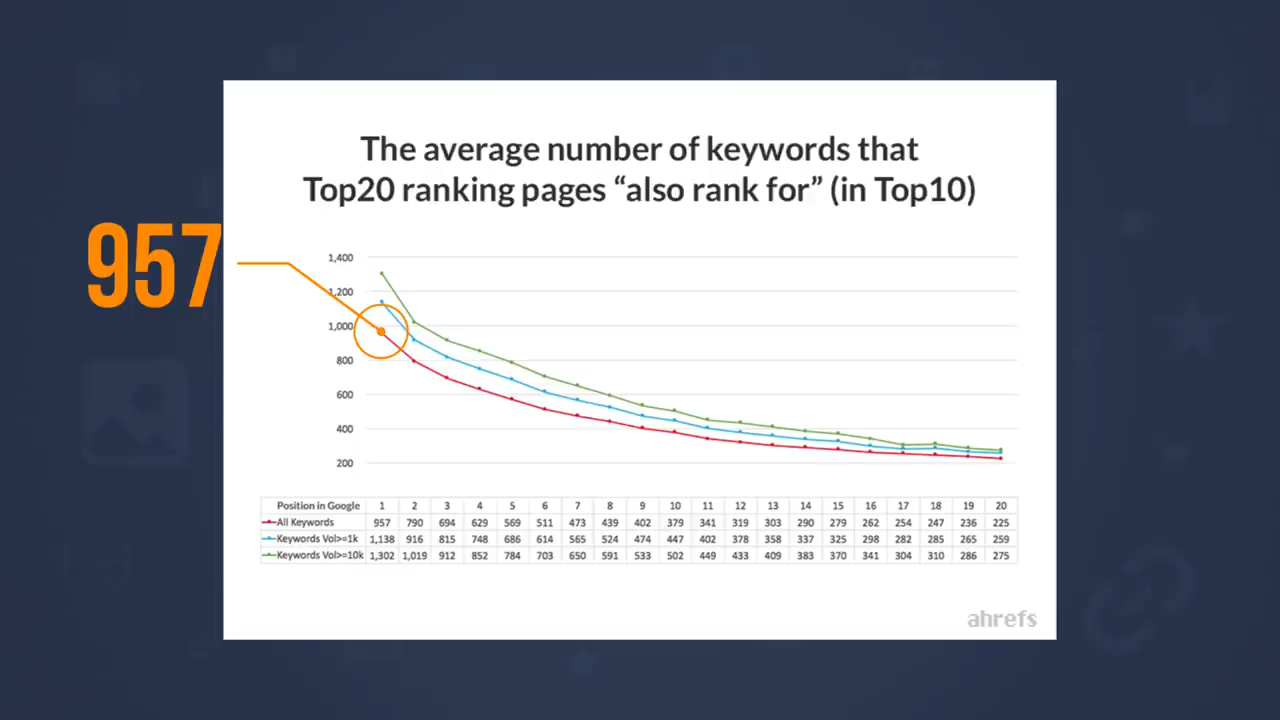 The average number of keywords that
Top20 ranking pages “also rank for” (in Top10)
957
1,400
1,200
1,000
800
600
400
200
Position in Google 1 2 3 4 5 6 7 8 9 10 11 12 13 14 15 16 17 18 19 20
All Keywords 957 790 694 629 569 511 473 439 402 379 341 319 303 290 279 262 254 247 236 225
Keywords Vol>=1k 1,138 916 815 748 686 614 565 524 474 447 402 378 358 337 325 298 282 285 265 259
Keywords Vol>=10k 1,302 1,019 912 852 784 703 650 591 533 502 449 433 409 383 370 341 304 310 286 275
ahrefs